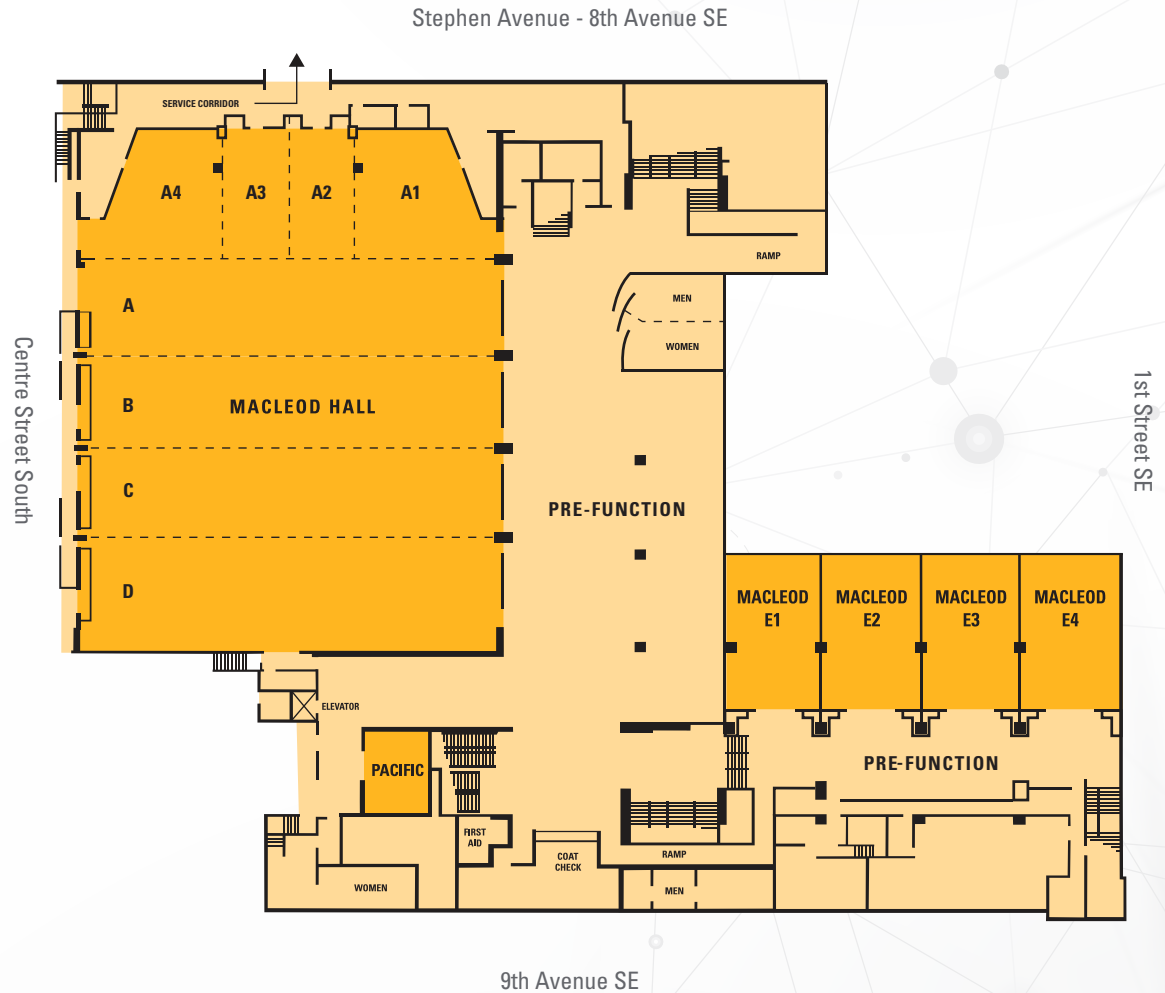 Stephen Avenue - 8th Avenue SE
SERVICE CORRIDOR
A4
A3
A2
A1
RAMP
A
MEN
WOMEN
Centre Street South
1st Street SE
B
MACLEOD HALL
C
PRE-FUNCTION
D
MACLEOD
E1
MACLEOD
E2
MACLEOD
E3
MACLEOD
E4
ELEVATOR
PACIFIC
PRE-FUNCTION
FIRST
AID
COAT
CHECK
RAMP
WOMEN
MEN
9th Avenue SE